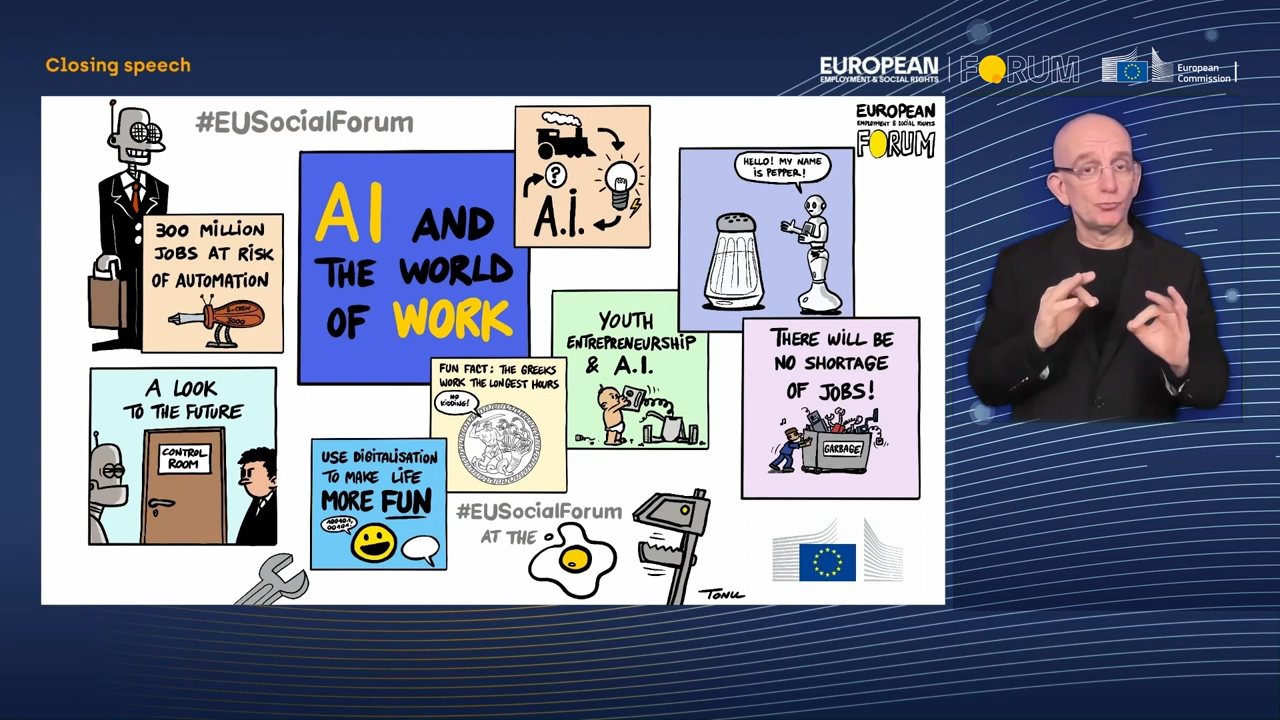 Closing speech
EUROPEAN
EMPLOYMENT & SOCIAL RIGHTS
FORUM
European
Commission
#EUSocialForum
EUROPEAN
EMPLOYMENT & SOCIAL RIGHTS
FORUM
300 MILLION
JOBS AT RISK
OF AUTOMATION
AI AND
THE WORLD
OF WORK
?
A.I.
HELLO! MY NAME
IS PEPPER!
YOUTH
ENTREPRENEURSHIP
& A.I.
THERE WILL BE
NO SHORTAGE
OF JOBS!
GARBAGE
A LOOK
TO THE FUTURE
CONTROL
ROOM
FUN FACT: THE GREEKS
WORK THE LONGEST HOURS
NO
KIDDING!
USE DIGITALISATION
TO MAKE LIFE
MORE FUN
#EUSocialForum
AT THE
TONU